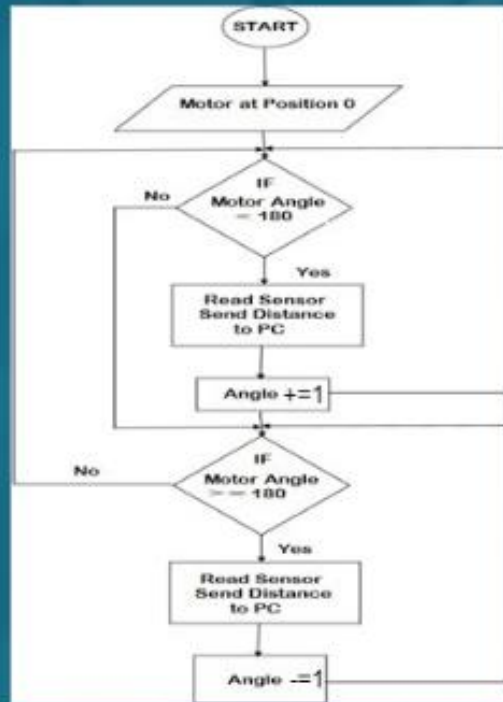 START
Motor at Position 0
IF
Motor Angle
= 180
No
Yes
Read Sensor
Send Distance
to PC
Angle +=1
IF
Motor Angle
>= 180
No
Yes
Read Sensor
Send Distance
to PC
Angle -=1